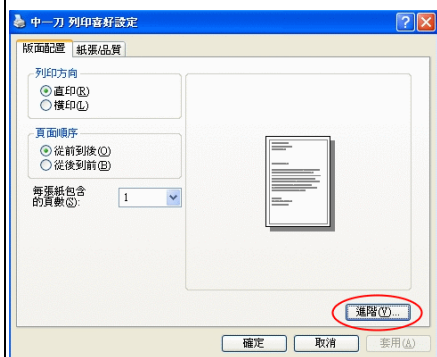 中一刀 列印喜好設定
版面配置 紙張/品質
列印方向
直印(R)
橫印(L)
頁面順序
從前到後(O)
從後到前(B)
每張紙包含
的頁數(S): 1
進階(V)...
確定 取消 套用(A)